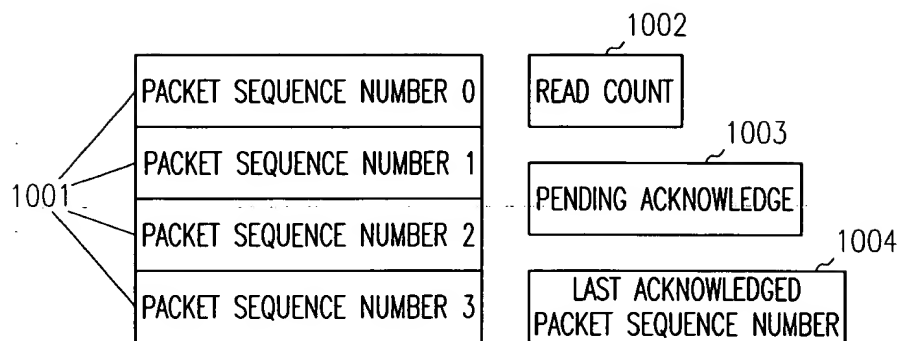 1002
PACKET SEQUENCE NUMBER 0
READ COUNT
1003
PACKET SEQUENCE NUMBER 1
1001
PENDING ACKNOWLEDGE
PACKET SEQUENCE NUMBER 2
1004
PACKET SEQUENCE NUMBER 3
LAST ACKNOWLEDGED
PACKET SEQUENCE NUMBER